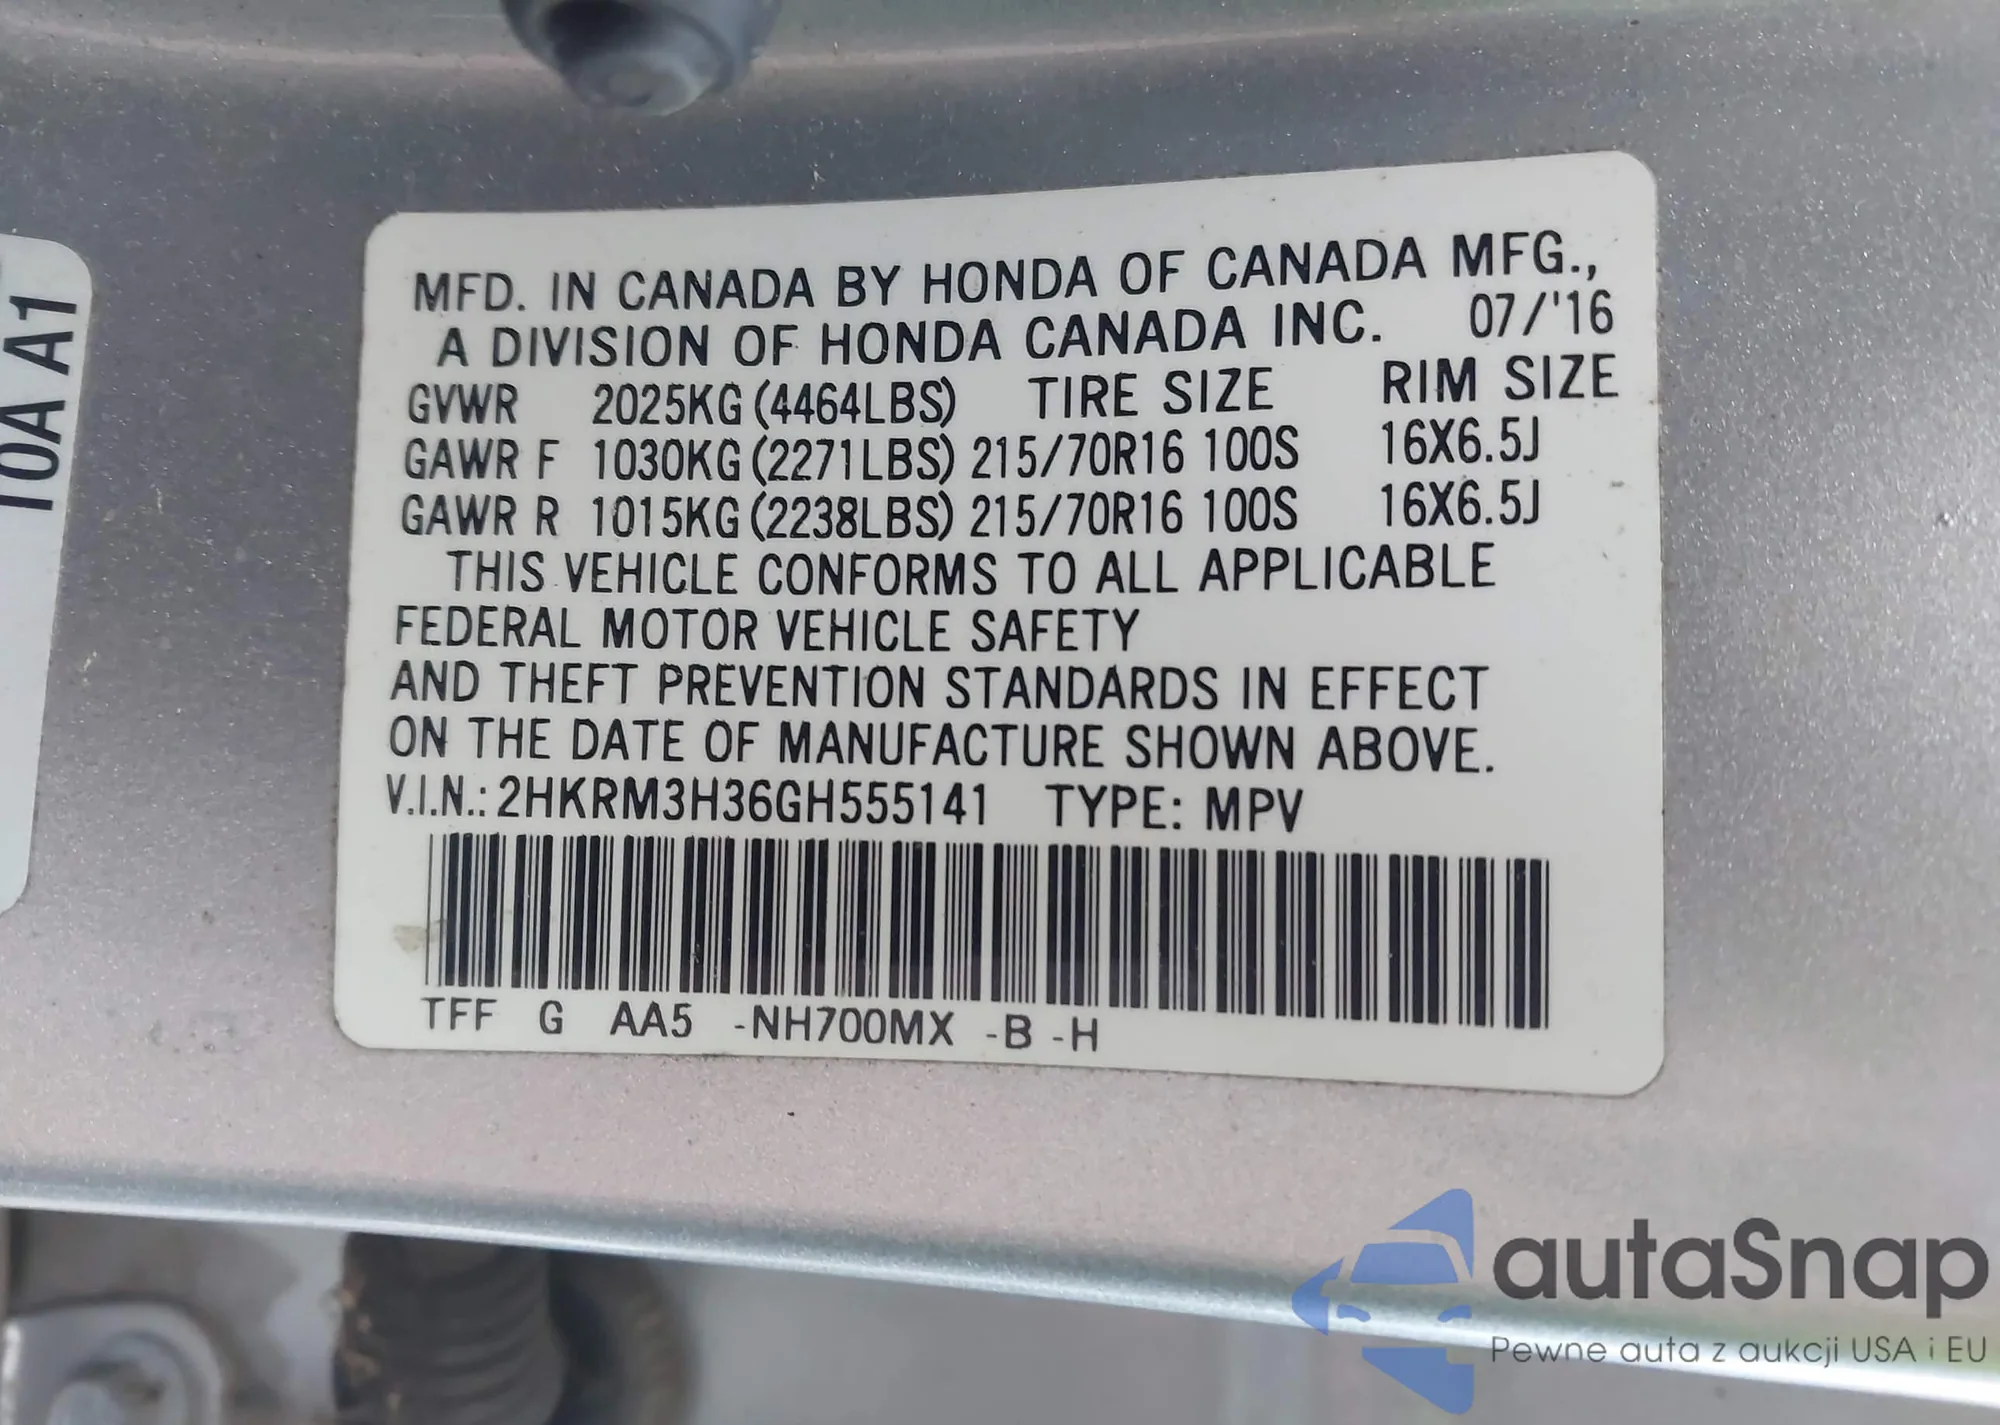 10A A1
MFD. IN CANADA BY HONDA OF CANADA MFG.,
A DIVISION OF HONDA CANADA INC. 07/'16
GVWR 2025KG (4464LBS) TIRE SIZE RIM SIZE
GAWR F 1030KG (2271LBS) 215/70R16 100S 16X6.5J
GAWR R 1015KG (2238LBS) 215/70R16 100S 16X6.5J
THIS VEHICLE CONFORMS TO ALL APPLICABLE
FEDERAL MOTOR VEHICLE SAFETY
AND THEFT PREVENTION STANDARDS IN EFFECT
ON THE DATE OF MANUFACTURE SHOWN ABOVE.
V.I.N.: 2HKRM3H36GH555141 TYPE: MPV
TFF G AA5 -NH700MX -B -H
autaSnap
Pewne auta z aukcji USA i EU